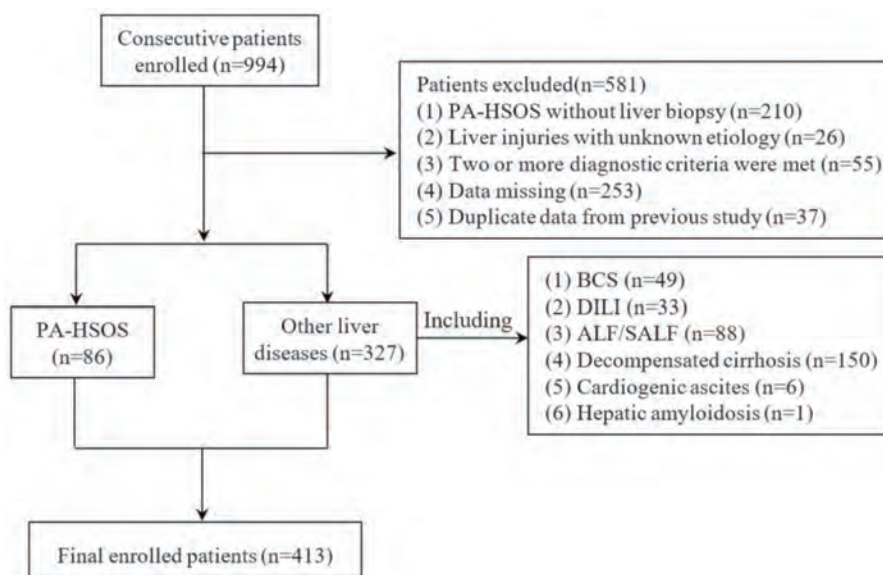 Consecutive patients
enrolled (n=994)
Patients excluded(n=581)
(1) PA-HSOS without liver biopsy (n=210)
(2) Liver injuries with unknown etiology (n=26)
(3) Two or more diagnostic criteria were met (n=55)
(4) Data missing (n=253)
(5) Duplicate data from previous study (n=37)
PA-HSOS
(n=86)
Other liver
diseases (n=327)
Including
(1) BCS (n=49)
(2) DILI (n=33)
(3) ALF/SALF (n=88)
(4) Decompensated cirrhosis (n=150)
(5) Cardiogenic ascites (n=6)
(6) Hepatic amyloidosis (n=1)
Final enrolled patients (n=413)